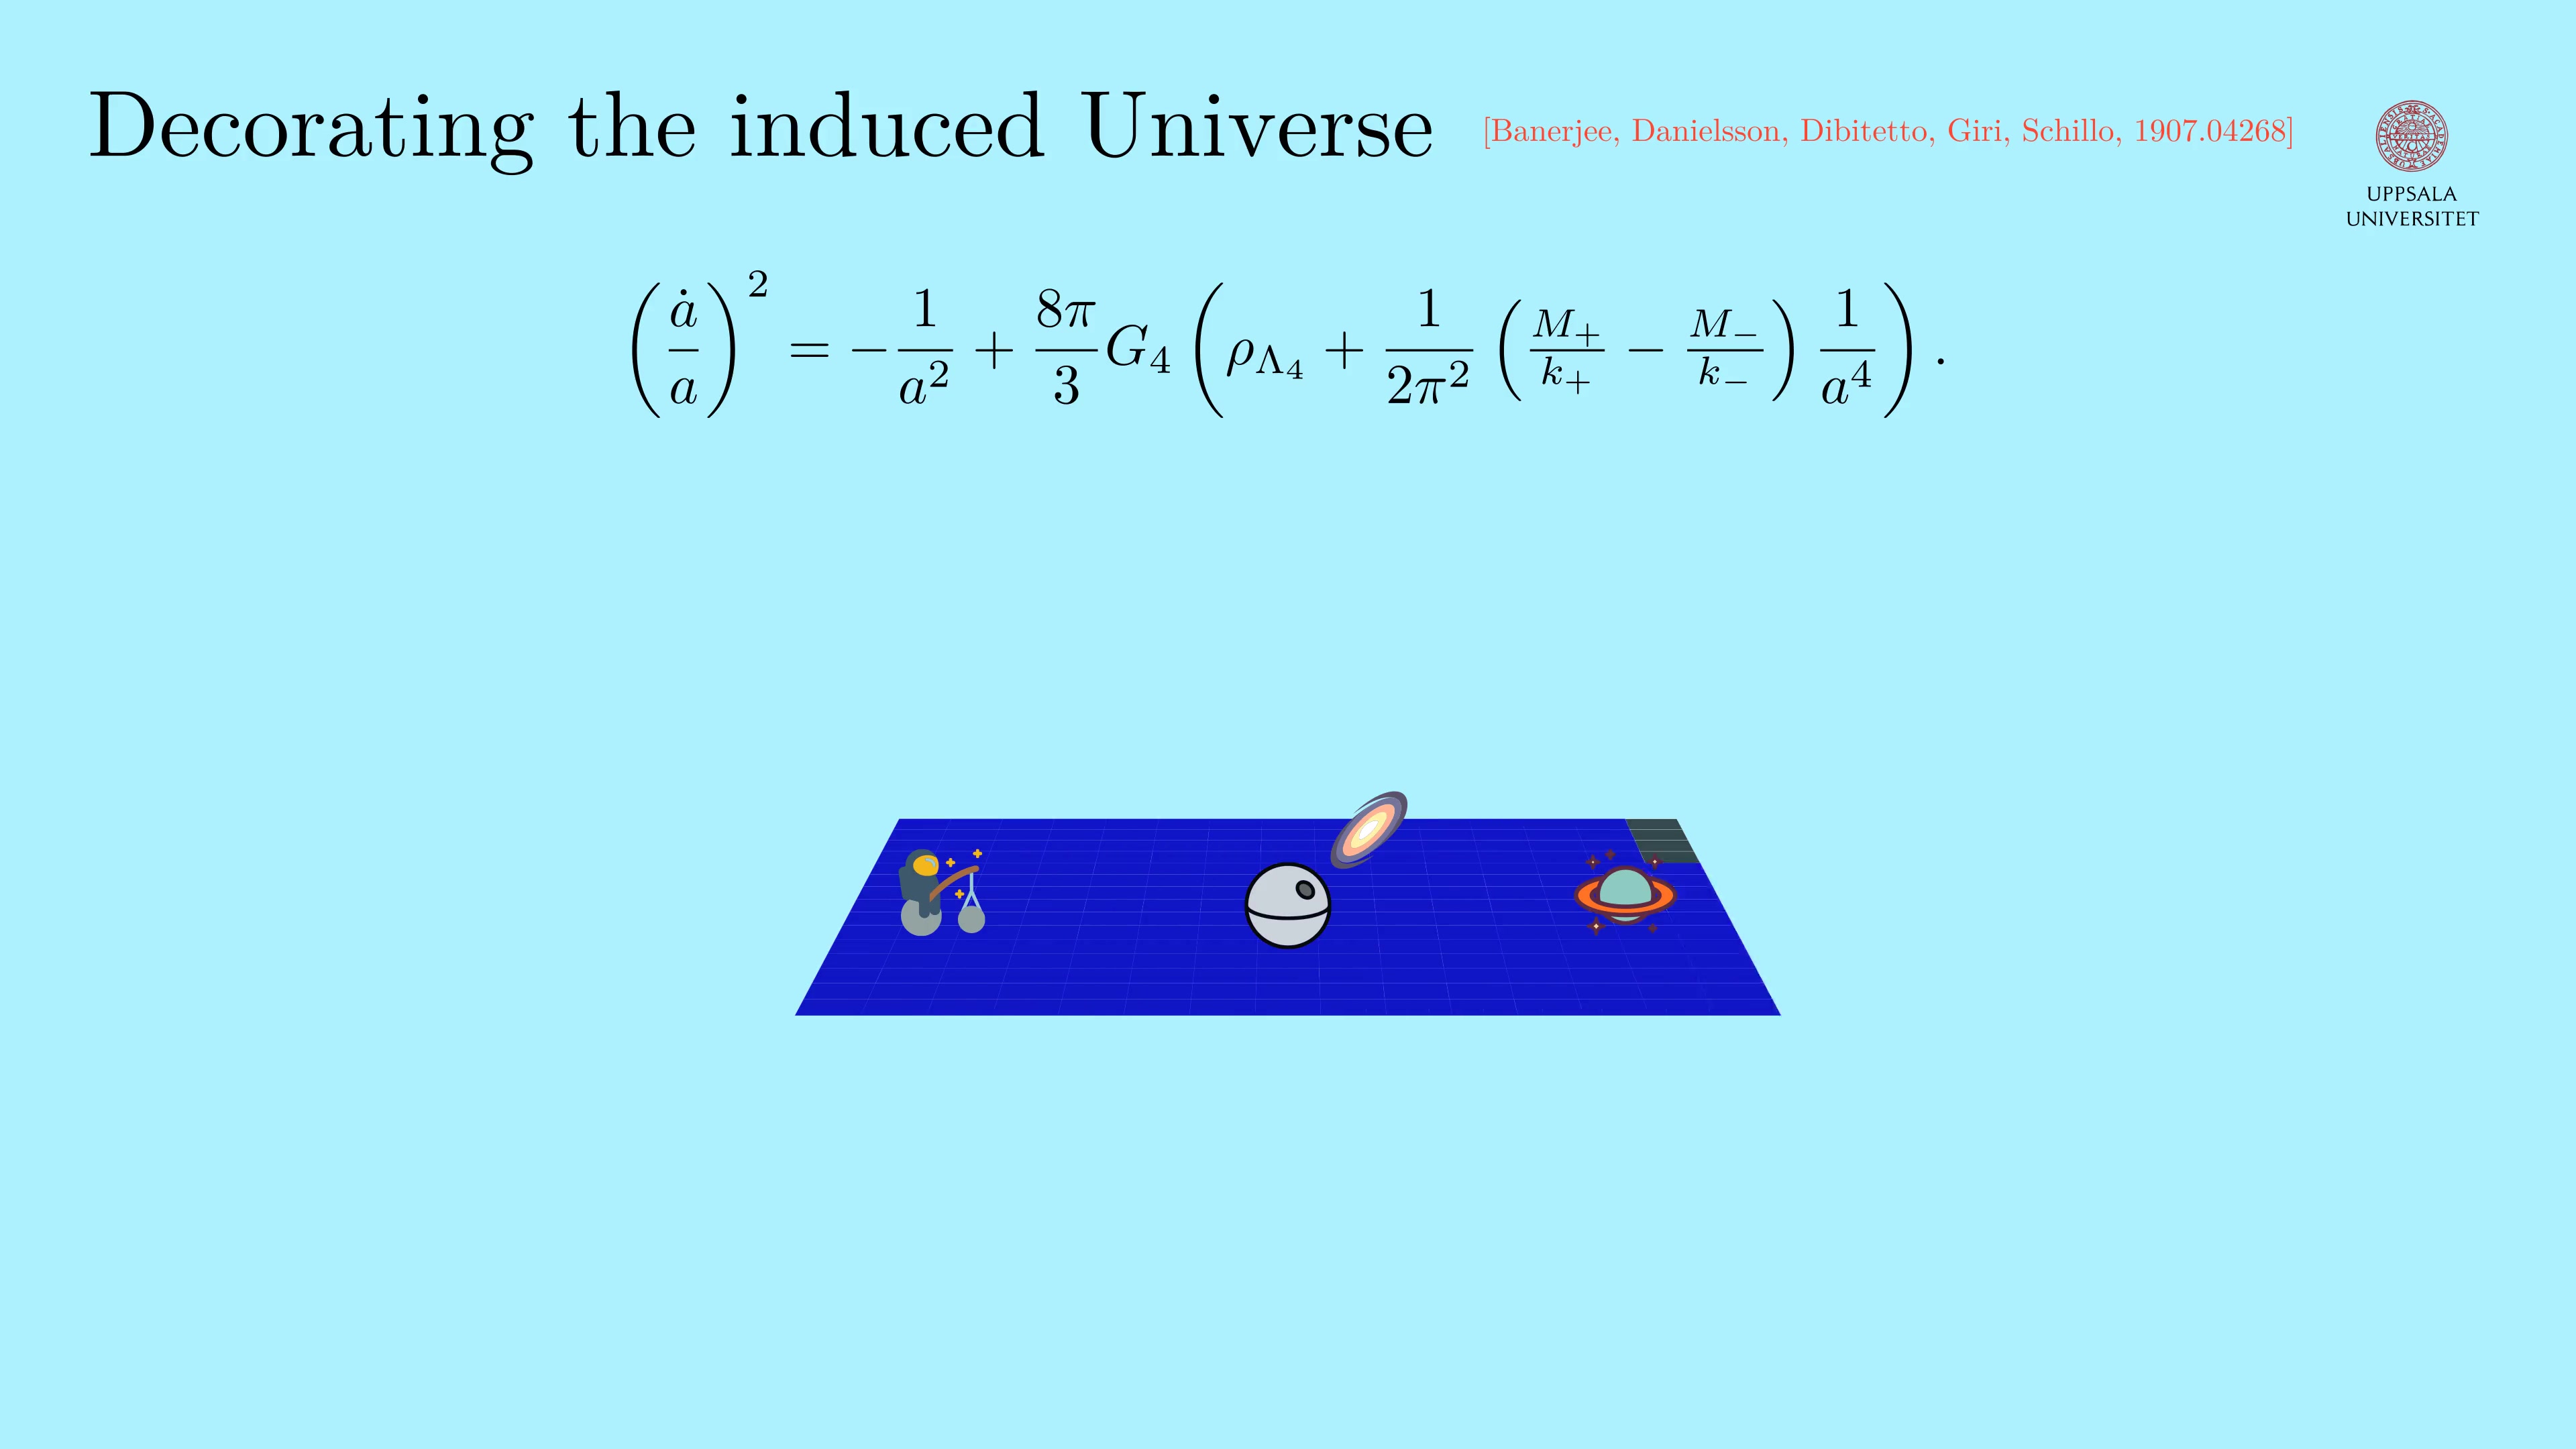 Decorating the induced Universe [Banerjee, Danielsson, Dibitetto, Giri, Schillo, 1907.04268]
UPPSALA
UNIVERSITET
$\left(\frac{\dot{a}}{a}\right)^2 = -\frac{1}{a^2} + \frac{8\pi}{3} G_4 \left(\rho_{\Lambda_4} + \frac{1}{2\pi^2} \left(\frac{M_+}{k_+} - \frac{M_-}{k_-}\right) \frac{1}{a^4}\right).$